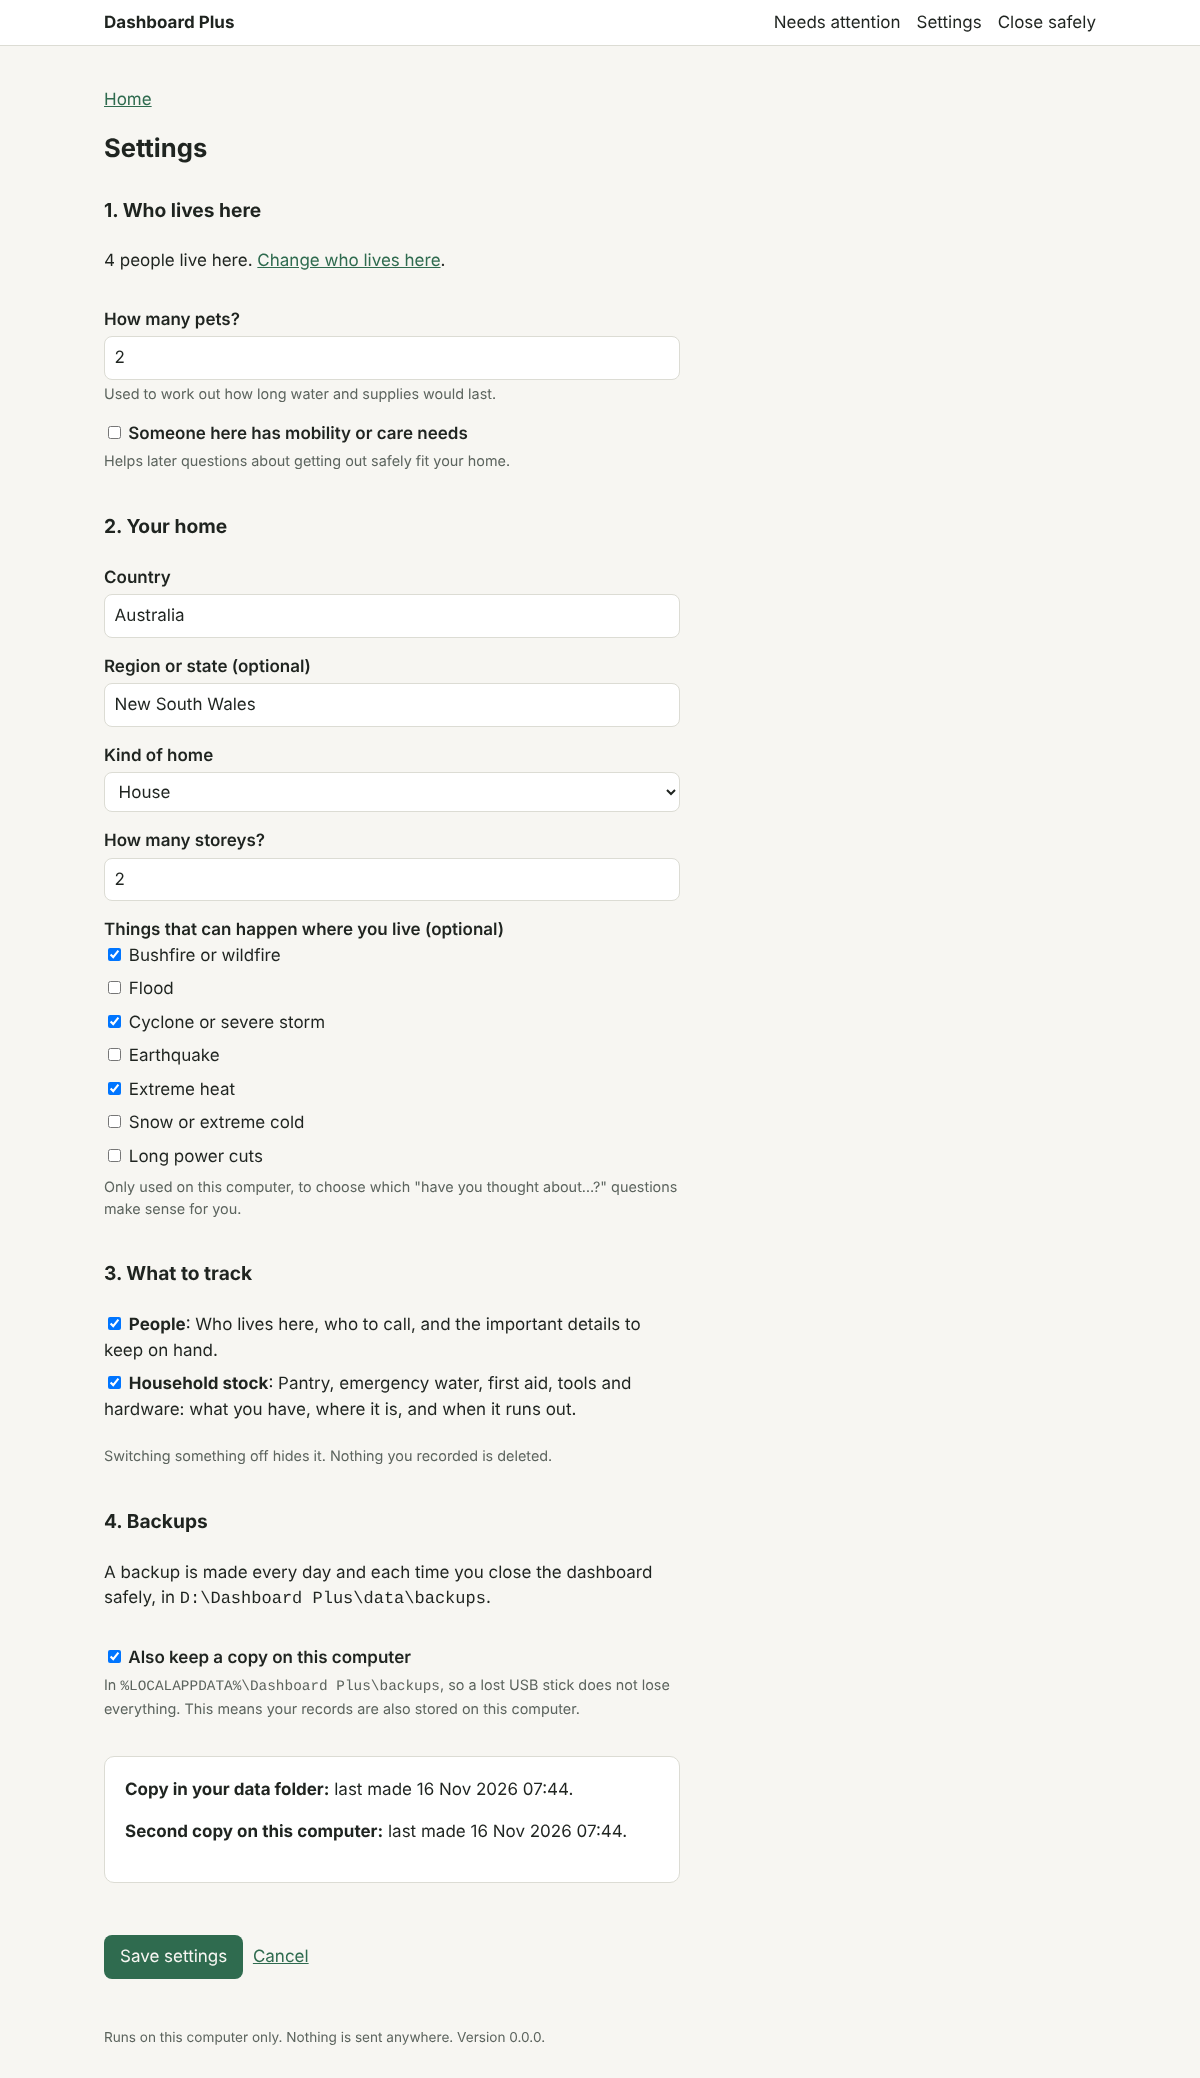 Dashboard Plus
Needs attention Settings Close safely
Home
Settings
1. Who lives here
4 people live here. Change who lives here.
How many pets?
2
Used to work out how long water and supplies would last.
Someone here has mobility or care needs
Helps later questions about getting out safely fit your home.
2. Your home
Country
Australia
Region or state (optional)
New South Wales
Kind of home
House
How many storeys?
2
Things that can happen where you live (optional)
Bushfire or wildfire
Flood
Cyclone or severe storm
Earthquake
Extreme heat
Snow or extreme cold
Long power cuts
Only used on this computer, to choose which "have you thought about...?" questions
make sense for you.
3. What to track
People: Who lives here, who to call, and the important details to
keep on hand.
Household stock: Pantry, emergency water, first aid, tools and
hardware: what you have, where it is, and when it runs out.
Switching something off hides it. Nothing you recorded is deleted.
4. Backups
A backup is made every day and each time you close the dashboard
safely, in D:\Dashboard Plus\data\backups.
Also keep a copy on this computer
In %LOCALAPPDATA%\Dashboard Plus\backups, so a lost USB stick does not lose
everything. This means your records are also stored on this computer.
Copy in your data folder: last made 16 Nov 2026 07:44.
Second copy on this computer: last made 16 Nov 2026 07:44.
Save settings Cancel
Runs on this computer only. Nothing is sent anywhere. Version 0.0.0.